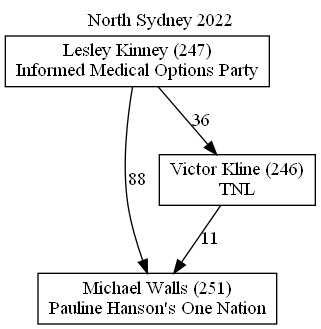 North Sydney 2022
Lesley Kinney (247)
Informed Medical Options Party
36
Victor Kline (246)
TNL
88
11
Michael Walls (251)
Pauline Hanson's One Nation